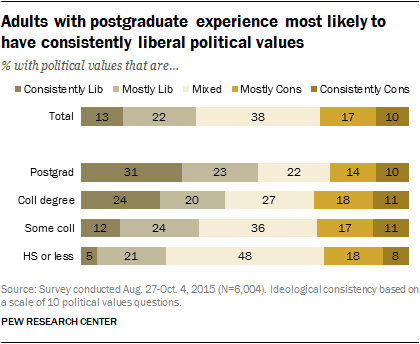 Adults with postgraduate experience most likely to
have consistently liberal political values
% with political values that are…
Consistently Lib Mostly Lib Mixed Mostly Cons Consistently Cons
Total 13 22 38 17 10
Postgrad 31 23 22 14 10
Coll degree 24 20 27 18 11
Some coll 12 24 36 17 11
HS or less 5 21 48 18 8
Source: Survey conducted Aug. 27-Oct. 4, 2015 (N=6,004). Ideological consistency based on
a scale of 10 political values questions.
PEW RESEARCH CENTER